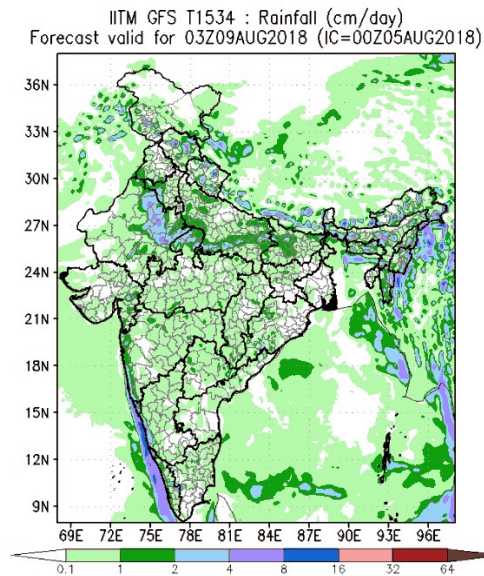 IITM GFS T1534 : Rainfall (cm/day)
Forecast valid for 03Z09AUG2018 (IC=00Z05AUG2018)
36N
33N
30N
27N
24N
21N
18N
15N
12N
9N
69E 72E 75E 78E 81E 84E 87E 90E 93E 96E
0.1 1 2 4 8 16 32 64